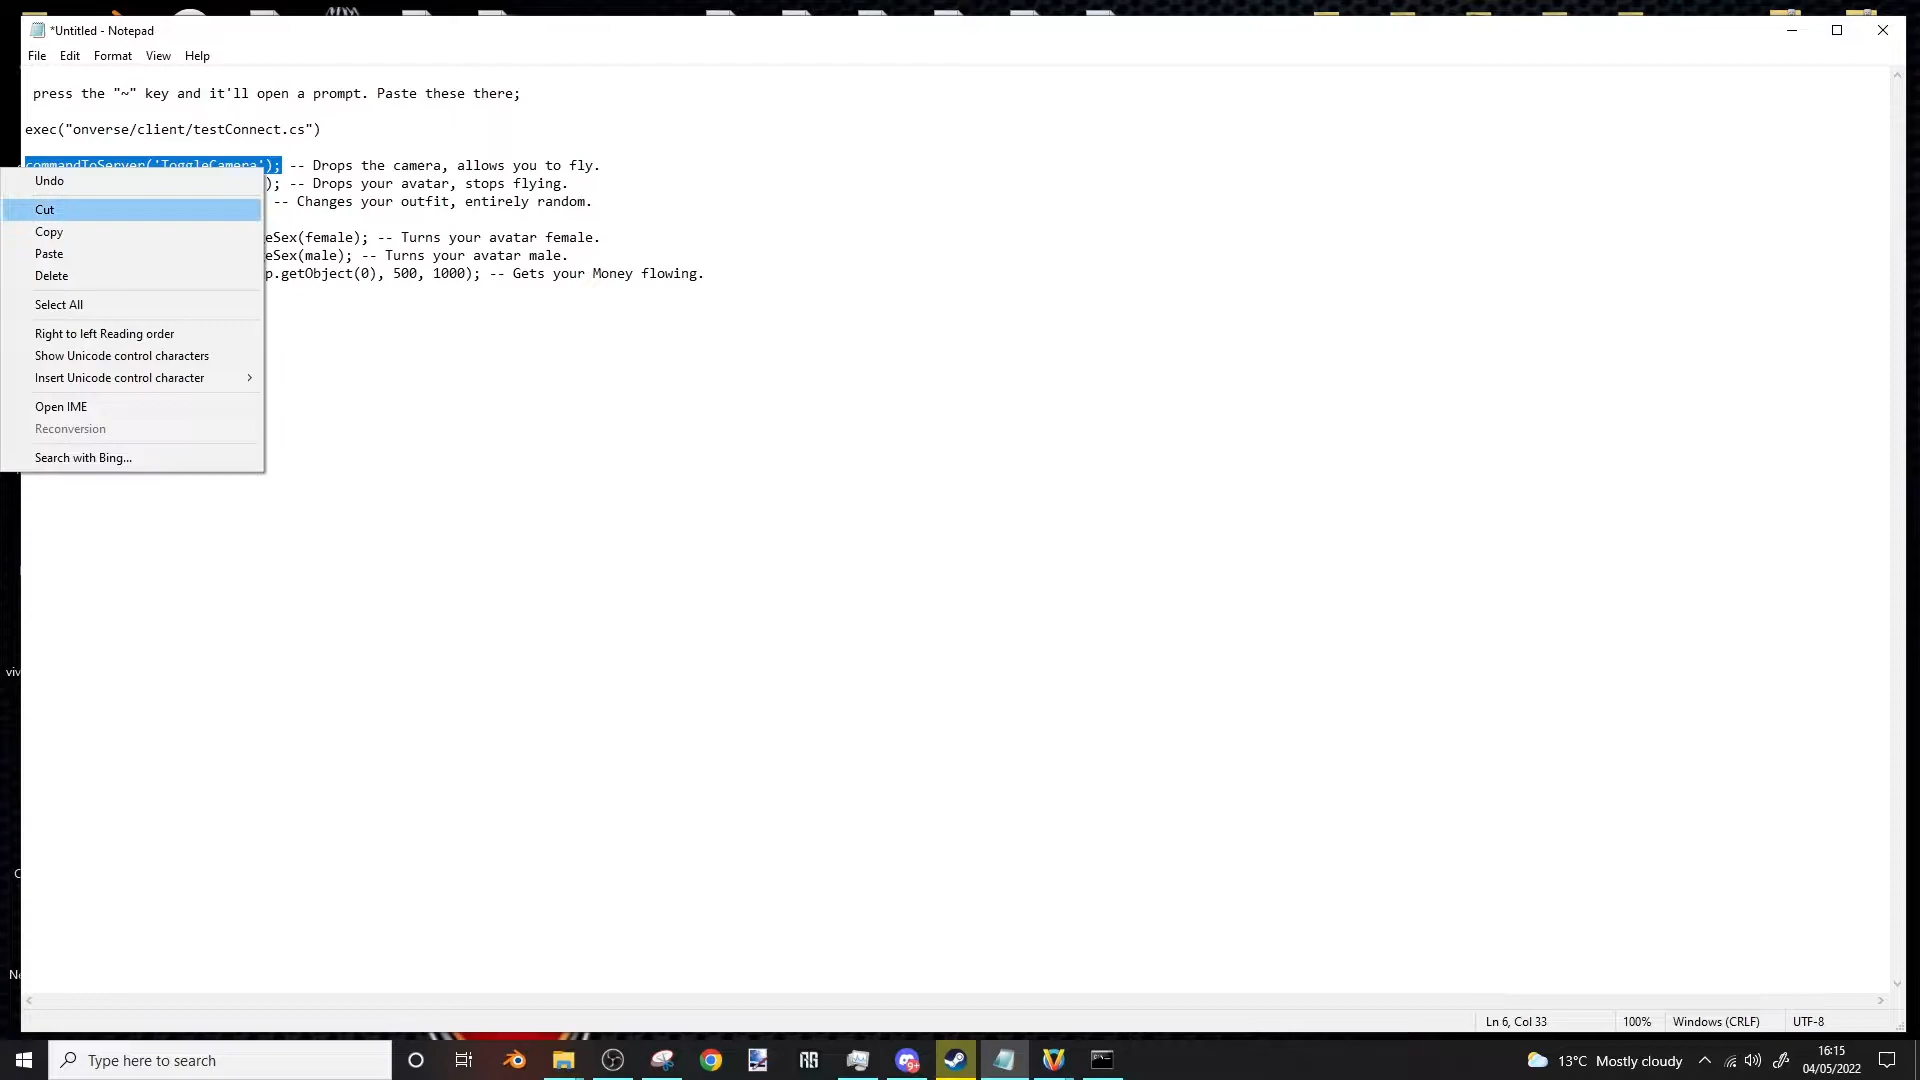 *Untitled - Notepad
File Edit Format View Help
press the "~" key and it'll open a prompt. Paste these there;
exec("onverse/client/testConnect.cs")
commandToServer('ToggleCamera'); -- Drops the camera, allows you to fly.
); -- Drops your avatar, stops flying.
-- Changes your outfit, entirely random.
eSex(female); -- Turns your avatar female.
eSex(male); -- Turns your avatar male.
p.getObject(0), 500, 1000); -- Gets your Money flowing.
Undo
Cut
Copy
Paste
Delete
Select All
Right to left Reading order
Show Unicode control characters
Insert Unicode control character
Open IME
Reconversion
Search with Bing...
viv
C
Ne
Ln 6, Col 33 100% Windows (CRLF) UTF-8
Type here to search
9+
13°C Mostly cloudy
16:15
04/05/2022